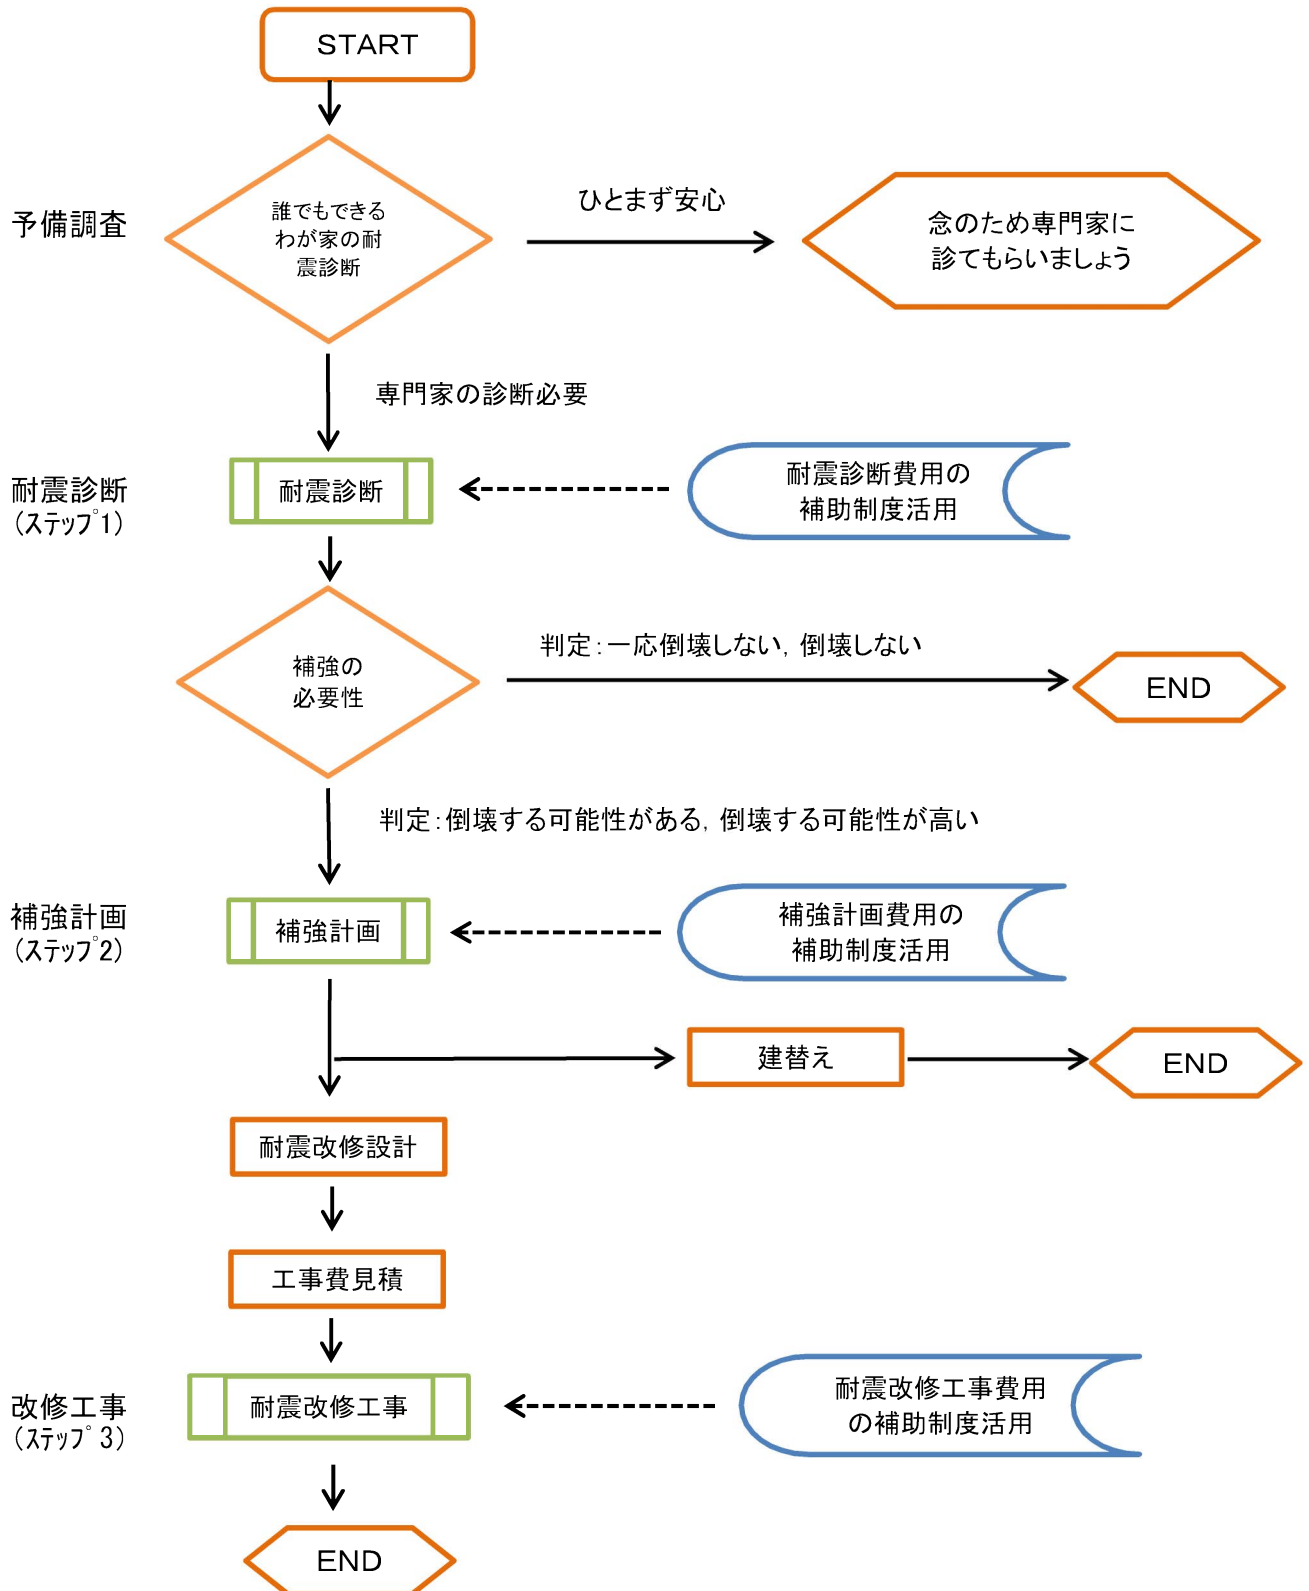 START
予備調査
誰でもできる
わが家の耐
震診断
ひとまず安心
念のため専門家に
診てもらいましょう
専門家の診断必要
耐震診断
(ステップ1)
耐震診断
耐震診断費用の
補助制度活用
補強の
必要性
判定:一応倒壊しない, 倒壊しない
END
判定:倒壊する可能性がある, 倒壊する可能性が高い
補強計画
(ステップ2)
補強計画
補強計画費用の
補助制度活用
建替え
END
耐震改修設計
工事費見積
改修工事
(ステップ3)
耐震改修工事
耐震改修工事費用
の補助制度活用
END